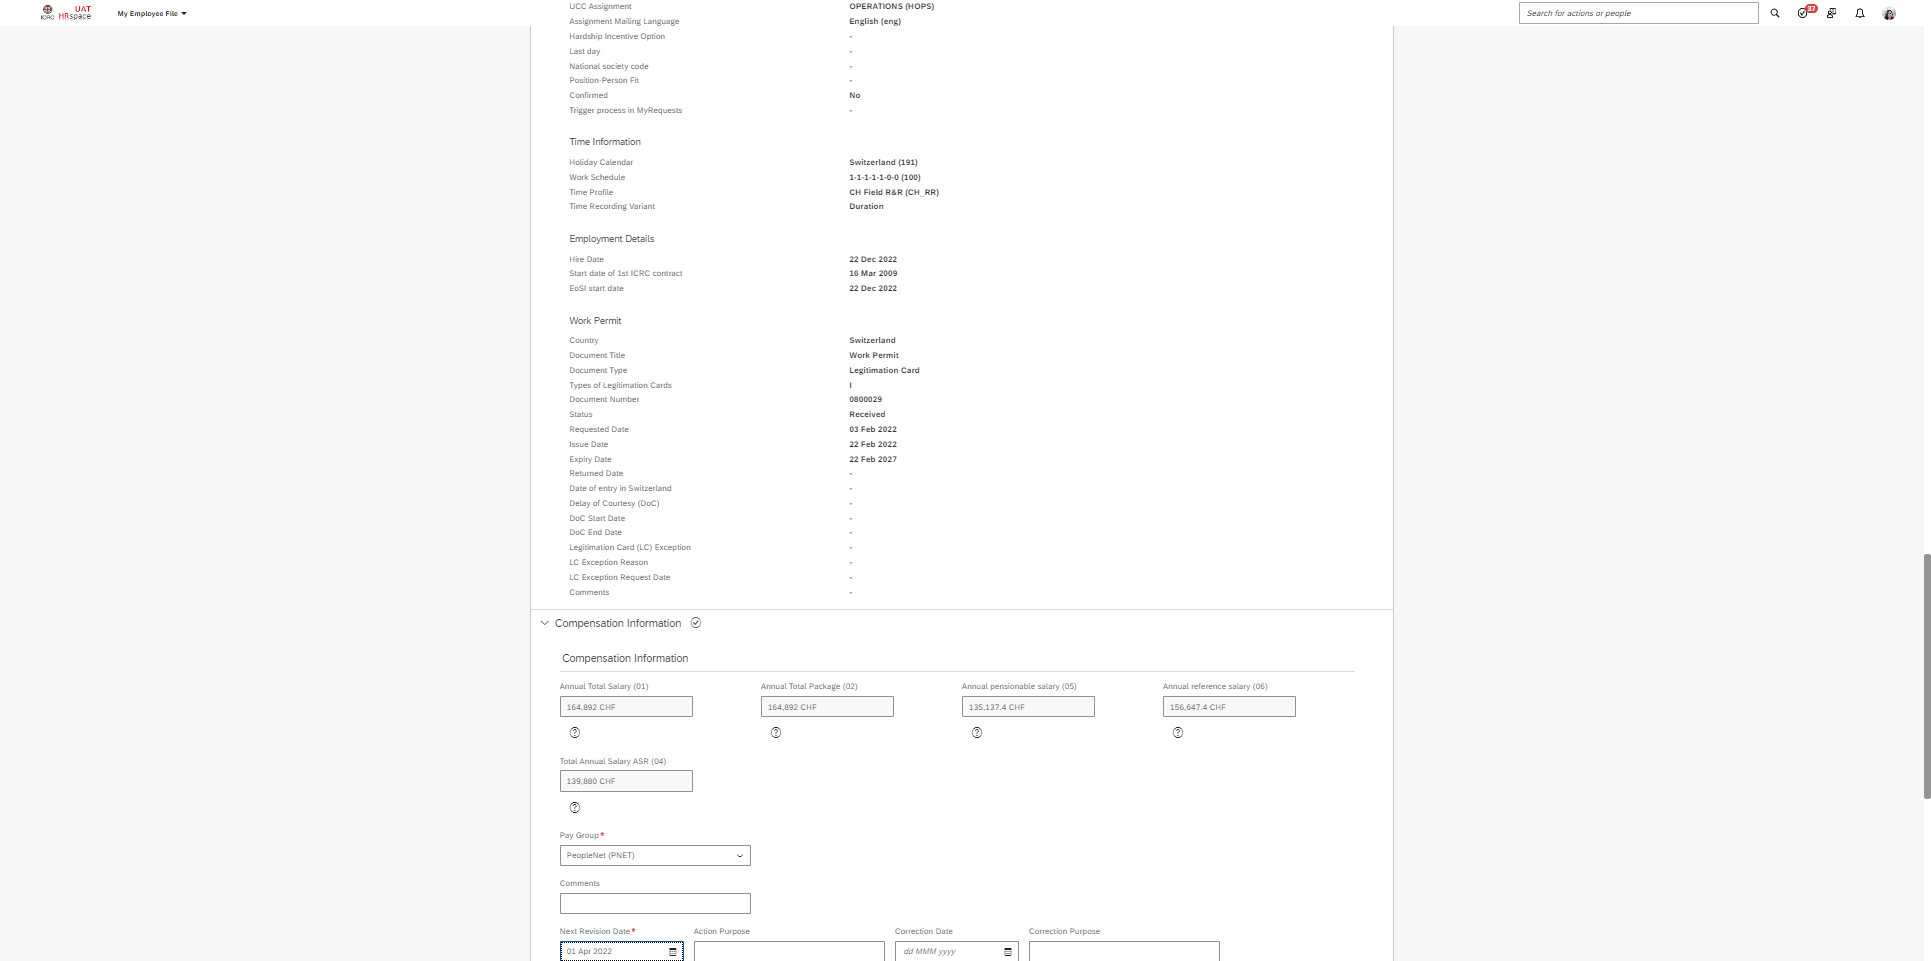 ICRC
UAT
HRspace
My Employee File
Search for actions or people
37
UCC Assignment OPERATIONS (HOPS)
Assignment Mailing Language English (eng)
Hardship Incentive Option -
Last day -
National society code -
Position-Person Fit -
Confirmed No
Trigger process in MyRequests -
Time Information
Holiday Calendar Switzerland (191)
Work Schedule 1-1-1-1-1-0-0 (100)
Time Profile CH Field R&R (CH_RR)
Time Recording Variant Duration
Employment Details
Hire Date 22 Dec 2022
Start date of 1st ICRC contract 16 Mar 2009
EoSI start date 22 Dec 2022
Work Permit
Country Switzerland
Document Title Work Permit
Document Type Legitimation Card
Types of Legitimation Cards I
Document Number 0800029
Status Received
Requested Date 03 Feb 2022
Issue Date 22 Feb 2022
Expiry Date 22 Feb 2027
Returned Date -
Date of entry in Switzerland -
Delay of Courtesy (DoC) -
DoC Start Date -
DoC End Date -
Legitimation Card (LC) Exception -
LC Exception Reason -
LC Exception Request Date -
Comments -
Compensation Information
Compensation Information
Annual Total Salary (01) Annual Total Package (02) Annual pensionable salary (05) Annual reference salary (06)
164,892 CHF 164,892 CHF 135,137.4 CHF 156,647.4 CHF
Total Annual Salary ASR (04)
139,880 CHF
Pay Group*
PeopleNet (PNET)
Comments
Next Revision Date* Action Purpose Correction Date Correction Purpose
01 Apr 2022 dd MMM yyyy